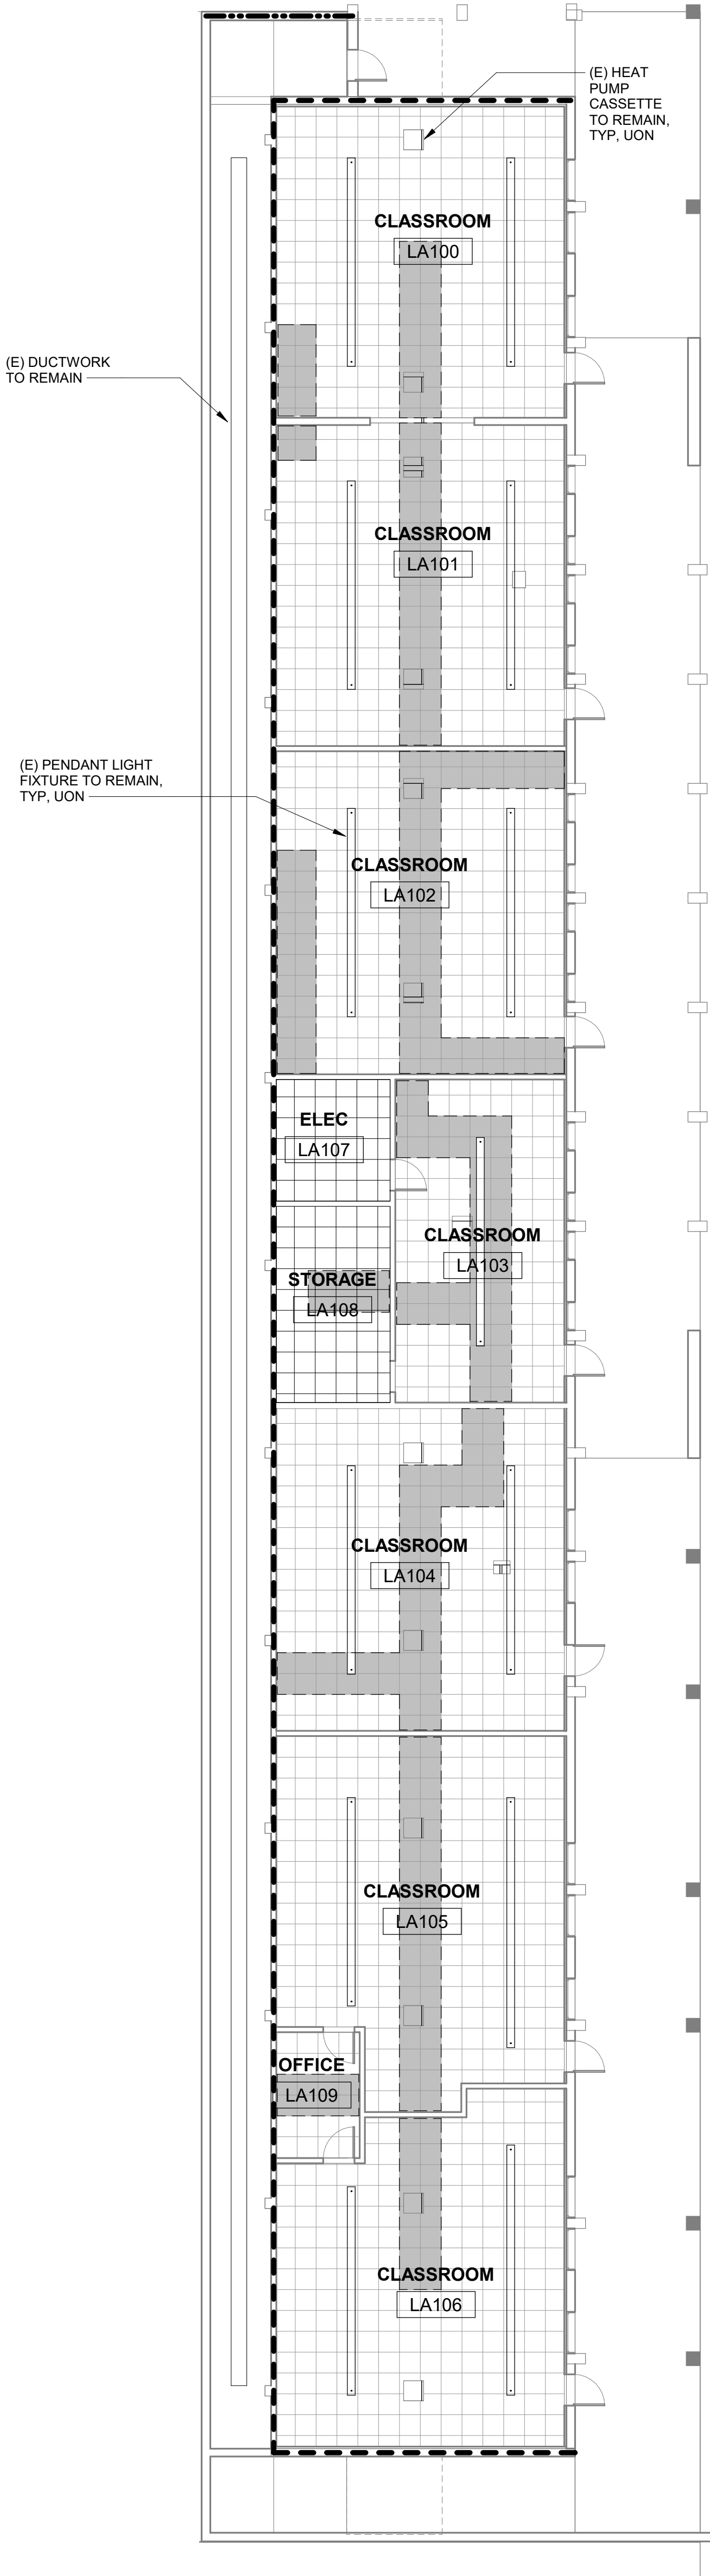 (E) HEAT
PUMP
CASSETTE
TO REMAIN,
TYP, UON
CLASSROOM
LA100
(E) DUCTWORK
TO REMAIN
CLASSROOM
LA101
(E) PENDANT LIGHT
FIXTURE TO REMAIN,
TYP, UON
CLASSROOM
LA102
ELEC
LA107
CLASSROOM
LA103
STORAGE
LA108
CLASSROOM
LA104
CLASSROOM
LA105
OFFICE
LA109
CLASSROOM
LA106